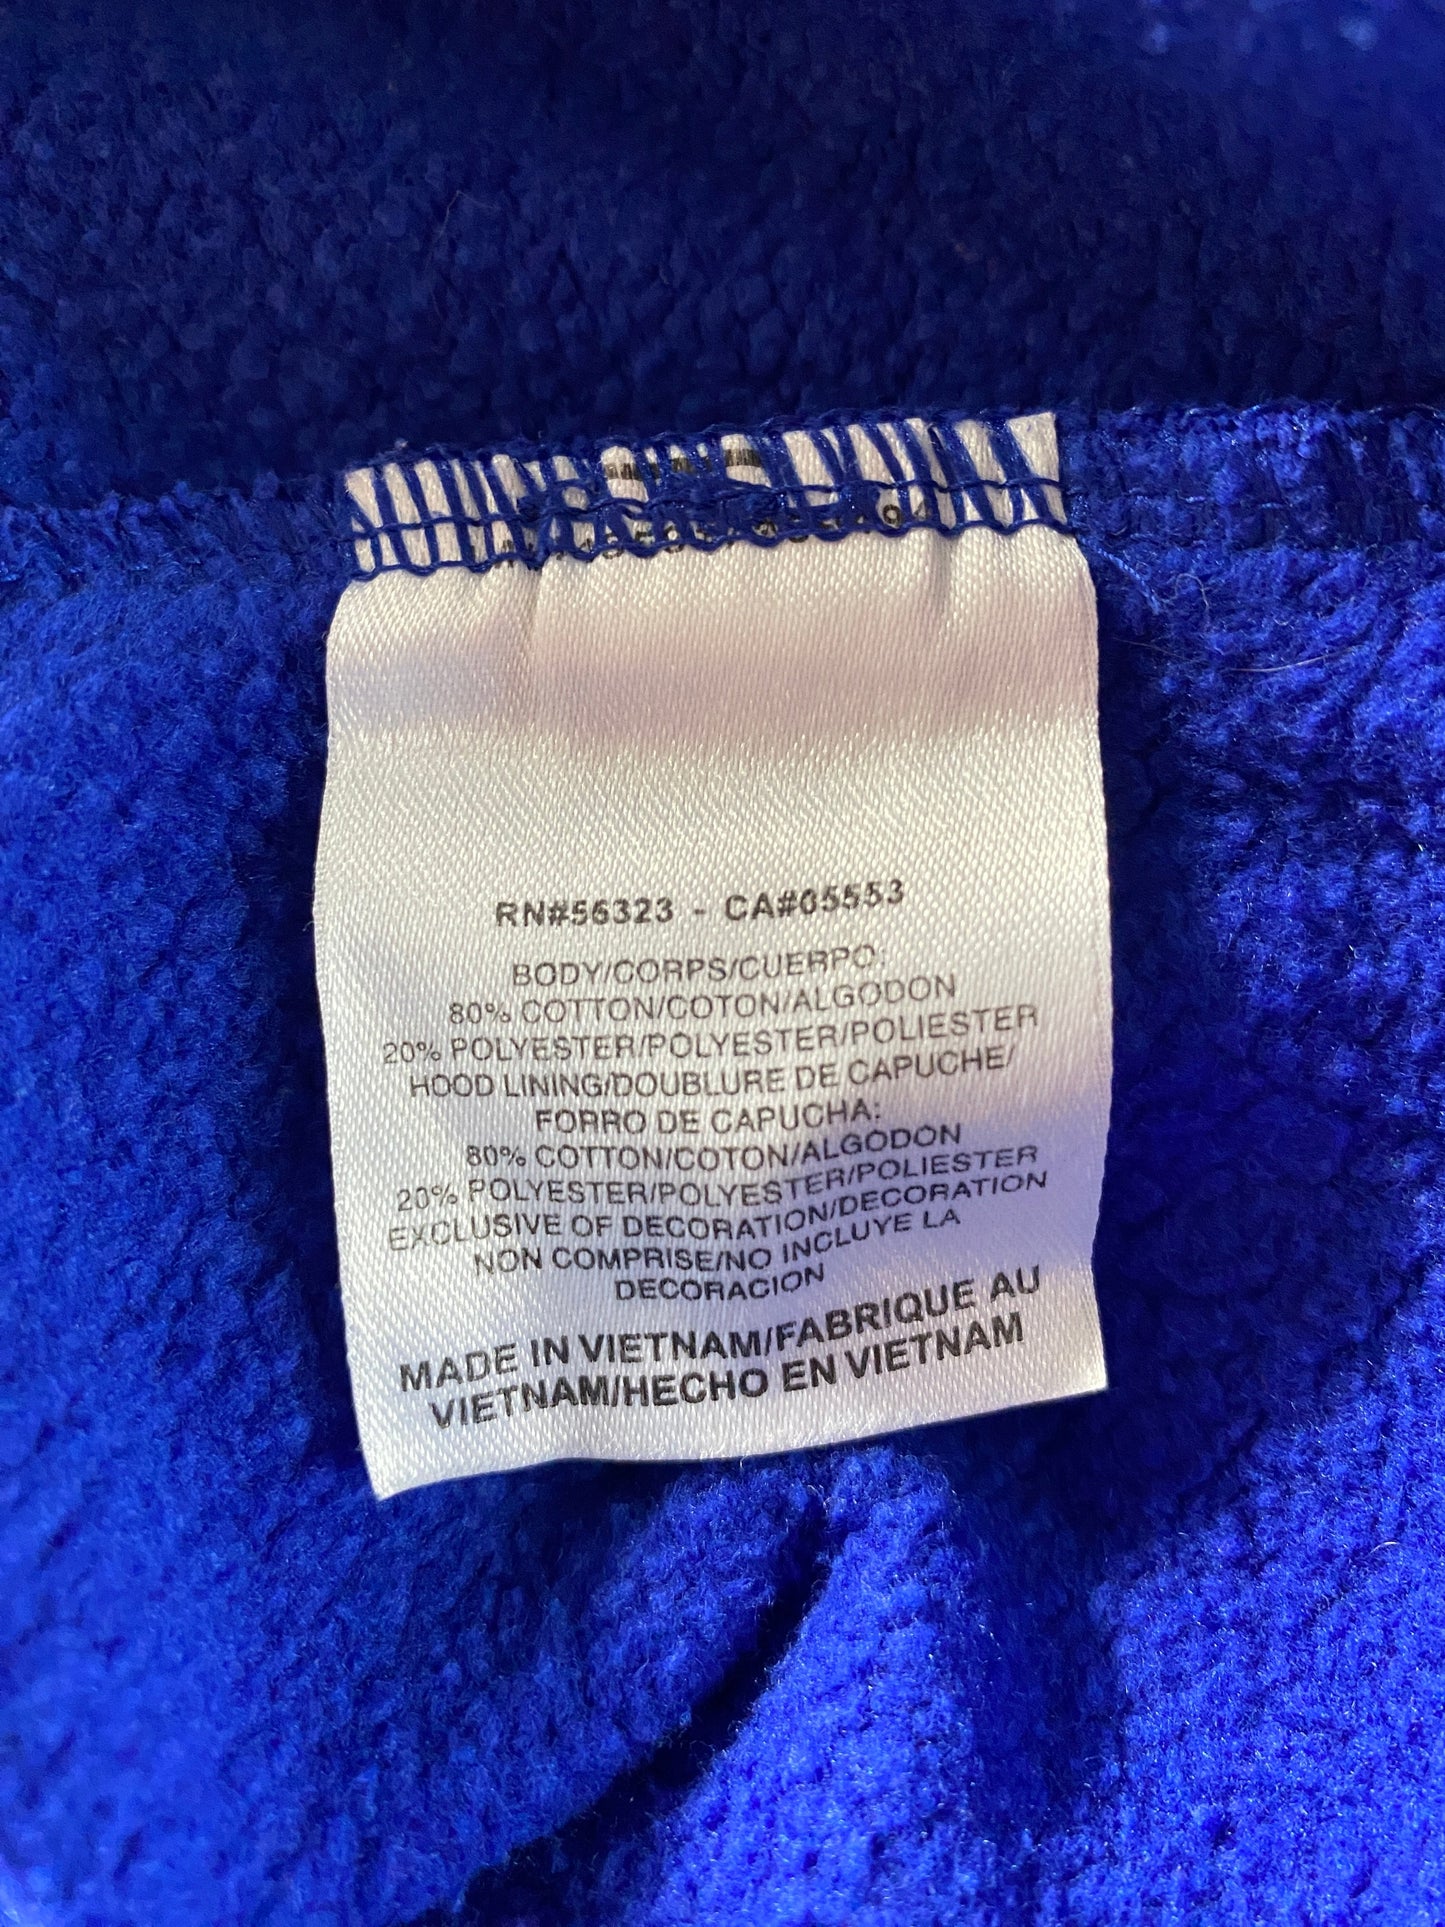 RN#56323 - CA#05553
BODY/CORPS/CUERPO:
80% COTTON/COTON/ALGODON
20% POLYESTER/POLYESTER/POLIESTER
HOOD LINING/DOUBLURE DE CAPUCHE/
FORRO DE CAPUCHA:
80% COTTON/COTON/ALGODON
20% POLYESTER/POLYESTER/POLIESTER
EXCLUSIVE OF DECORATION/DECORATION
NON COMPRISE/NO INCLUYE LA
DECORACION
MADE IN VIETNAM/FABRIQUE AU
VIETNAM/HECHO EN VIETNAM